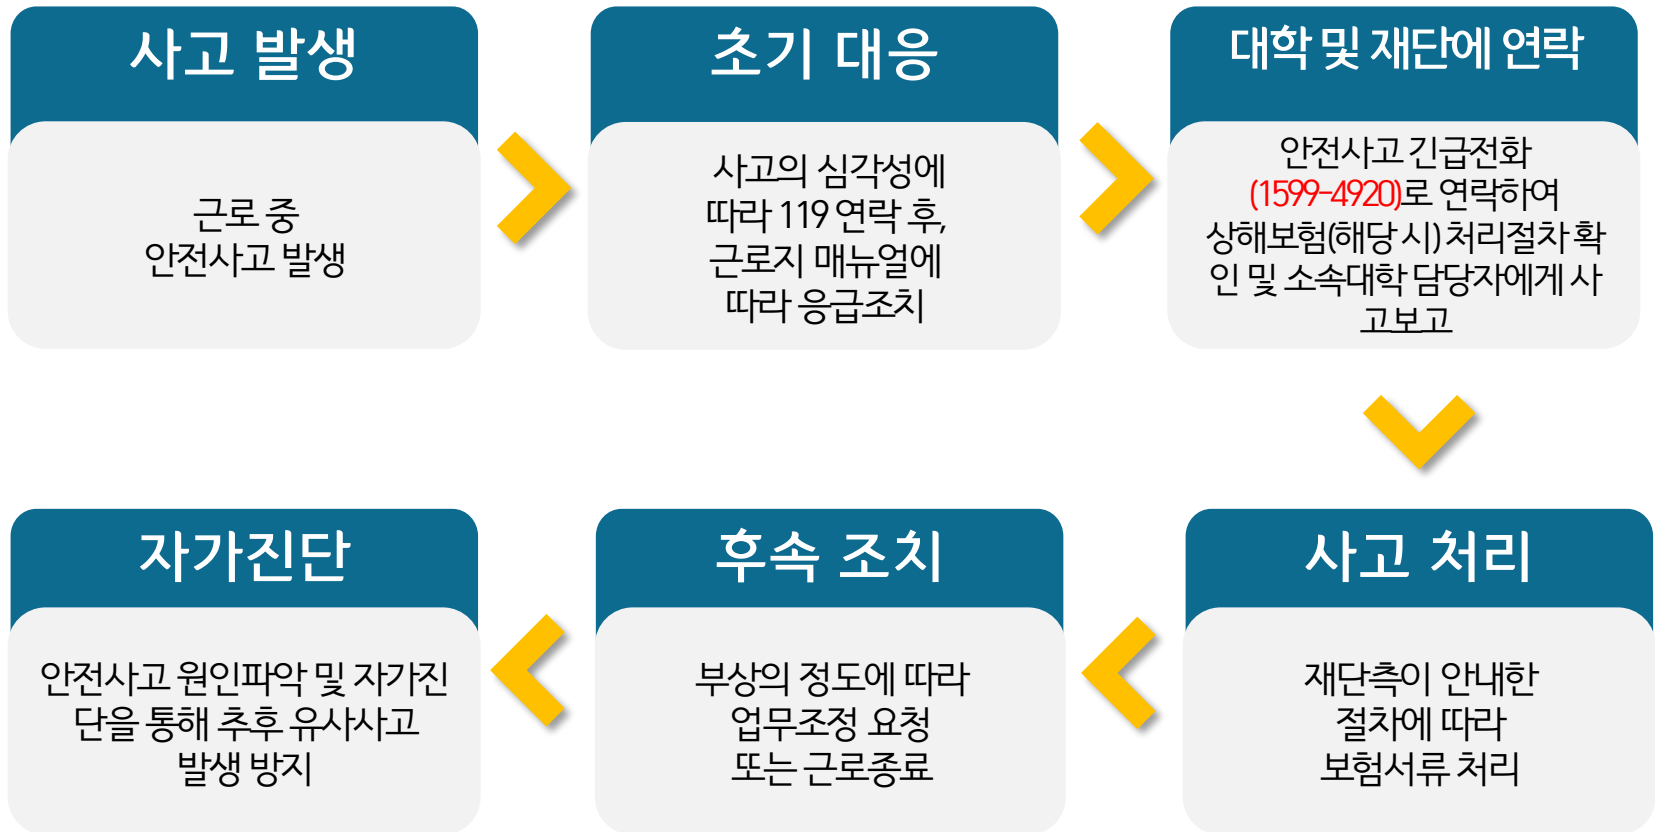 사고 발생
근로 중
안전사고 발생
초기 대응
사고의 심각성에
따라 119 연락 후,
근로지 매뉴얼에
따라 응급조치
대학 및 재단에 연락
안전사고 긴급전화
(1599-4920)로 연락하여
상해보험(해당 시) 처리절차 확
인 및 소속대학 담당자에게 사
고보고
사고 처리
재단측이 안내한
절차에 따라
보험서류 처리
후속 조치
부상의 정도에 따라
업무조정 요청
또는 근로종료
자가진단
안전사고 원인파악 및 자가진
단을 통해 추후 유사사고
발생 방지